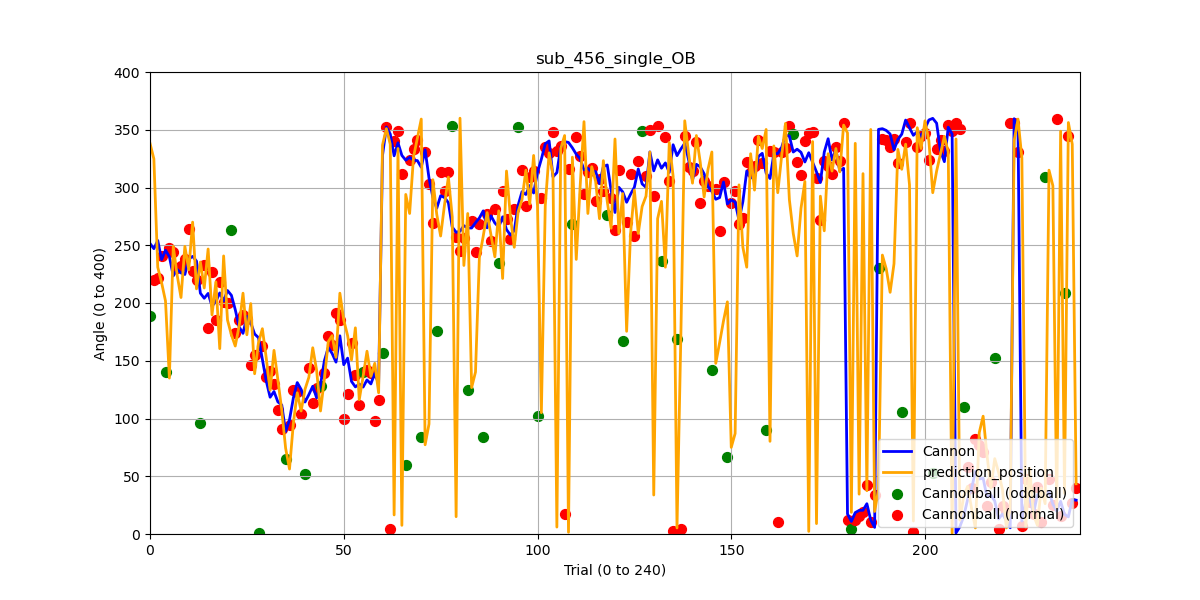 sub_456_single_OB
Angle (0 to 400)
400
350
300
250
200
150
100
50
0
0 50 100 150 200
Trial (0 to 240)
Cannon
prediction_position
Cannonball (oddball)
Cannonball (normal)